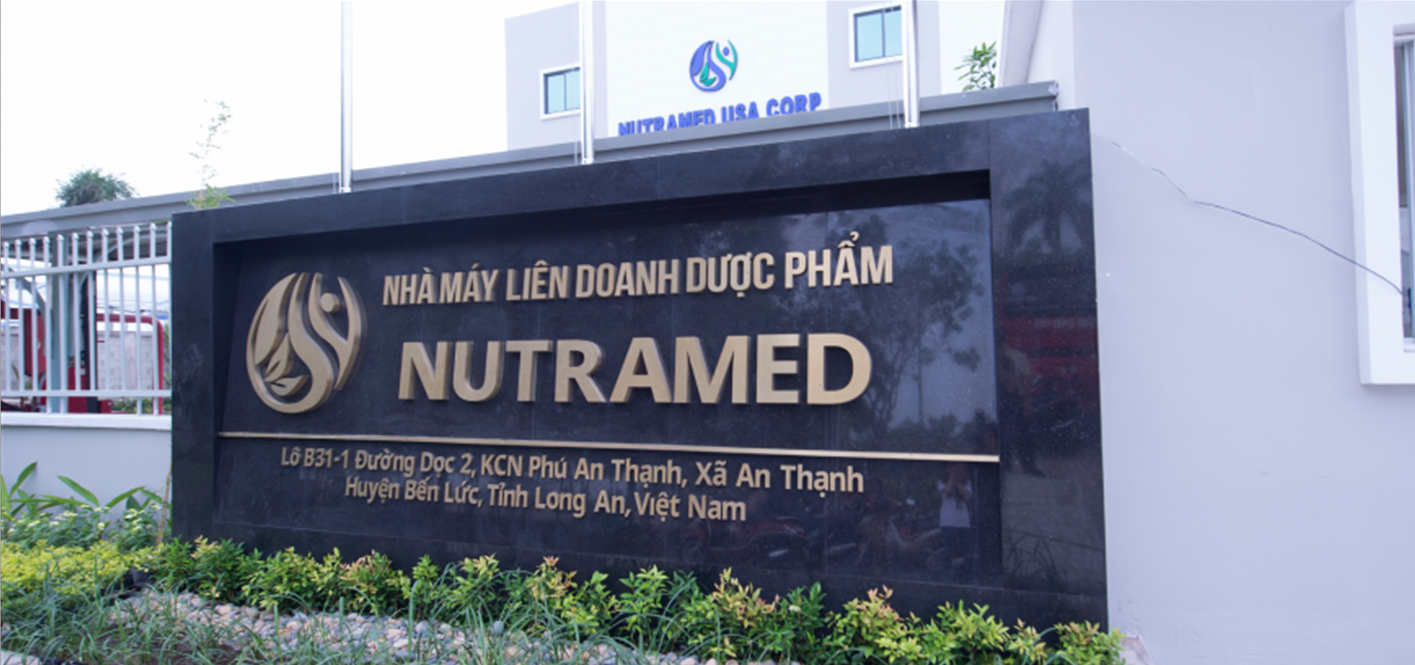 NUTRAMED USA CORP
NHÀ MÁY LIÊN DOANH DƯỢC PHẨM
NUTRAMED
Lô B31-1 Đường Dọc 2, KCN Phú An Thạnh, Xã An Thạnh
Huyện Bến Lức, Tỉnh Long An, Việt Nam